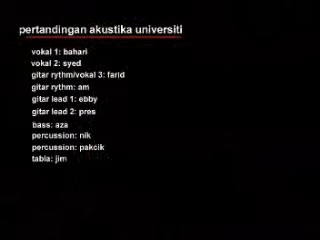 pertandingan akustika universiti
vokal 1: bahari
vokal 2: syed
gitar rythm/vokal 3: farid
gitar rythm: am
gitar lead 1: ebby
gitar lead 2: pres
bass: aza
percussion: nik
percussion: pakcik
tabla: jim